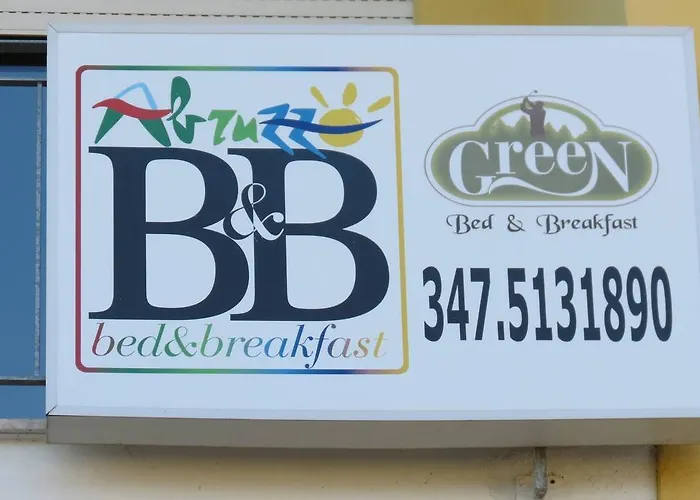 Abruzzo
B&B
bed&breakfast
Green
Bed & Breakfast
347.5131890